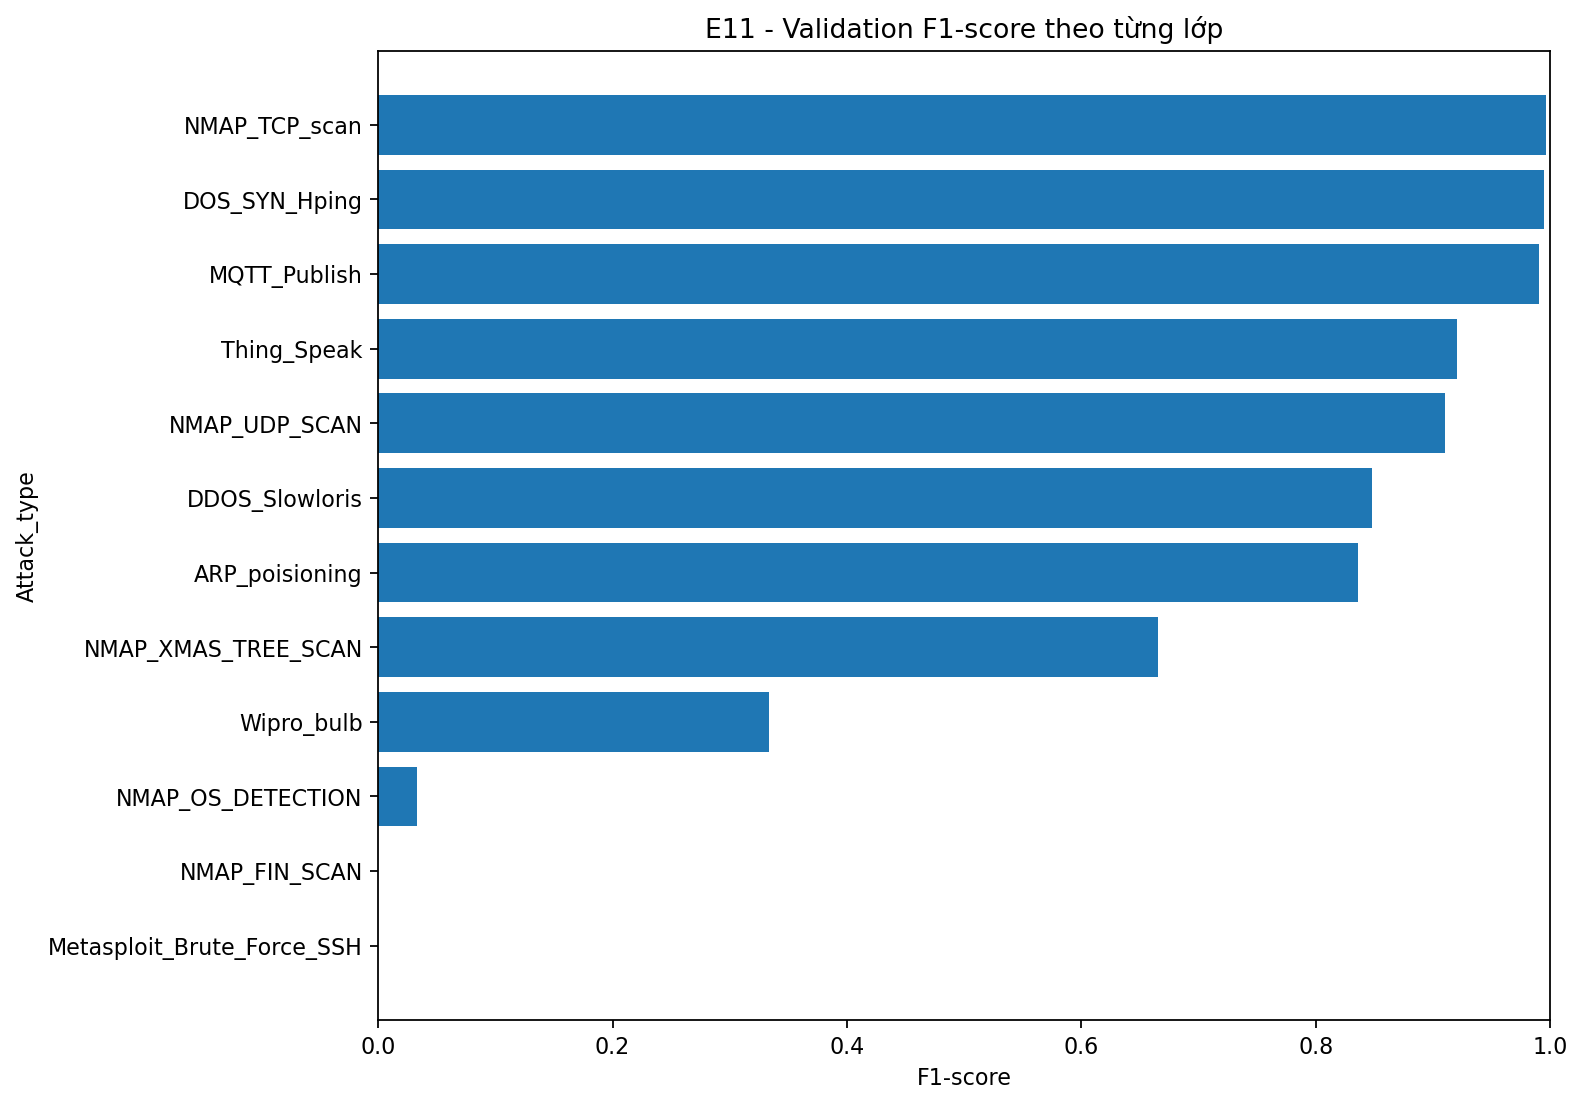 E11 - Validation F1-score theo từng lớp
Attack_type
NMAP_TCP_scan
DOS_SYN_Hping
MQTT_Publish
Thing_Speak
NMAP_UDP_SCAN
DDOS_Slowloris
ARP_poisioning
NMAP_XMAS_TREE_SCAN
Wipro_bulb
NMAP_OS_DETECTION
NMAP_FIN_SCAN
Metasploit_Brute_Force_SSH
0.0 0.2 0.4 0.6 0.8 1.0
F1-score